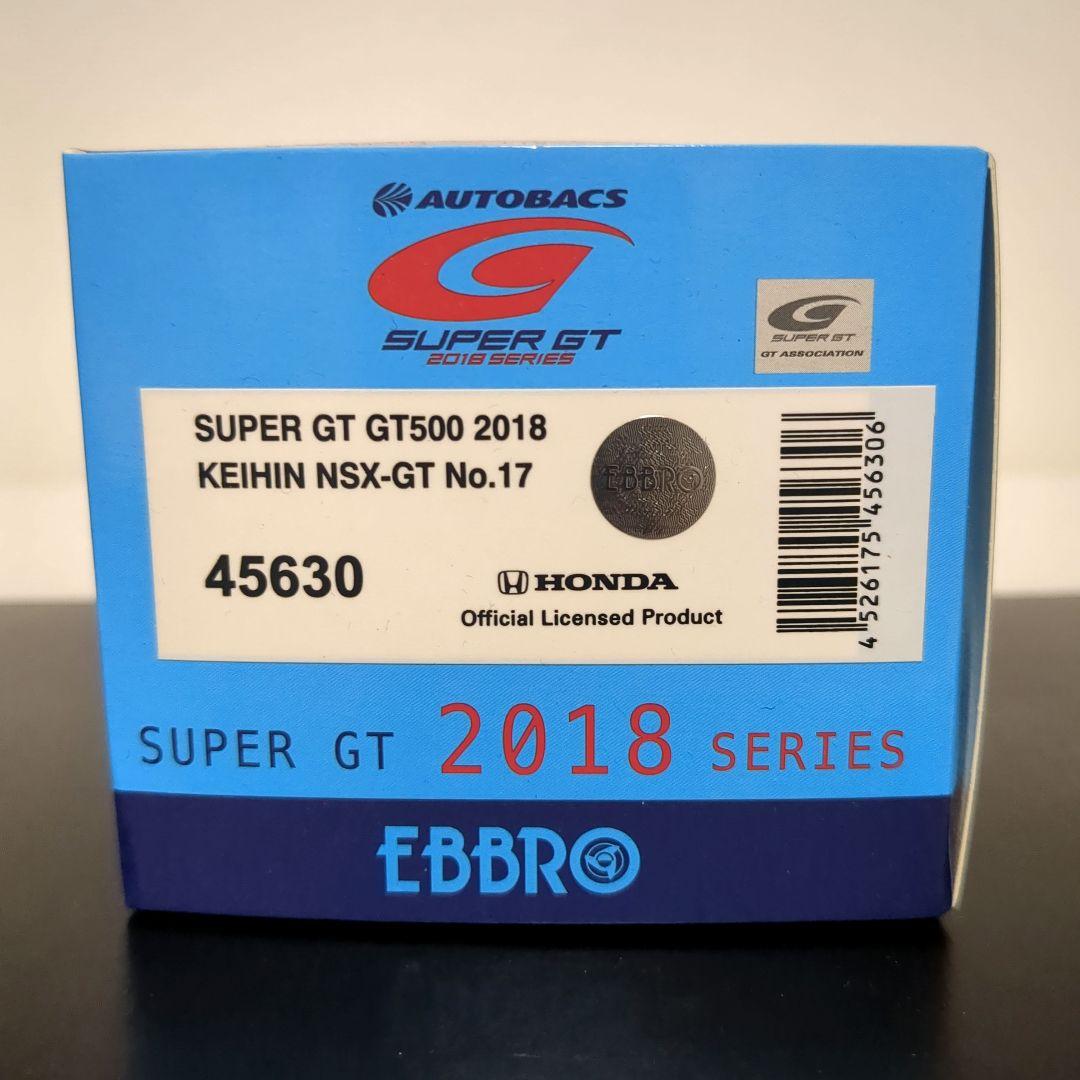 AUTOBACS
SUPER GT
2018 SERIES
SUPER GT
GT ASSOCIATION
SUPER GT GT500 2018
KEIHIN NSX-GT No.17
EBBRO
45630
HONDA
Official Licensed Product
4 526175 456306
SUPER GT 2018 SERIES
EBBRO